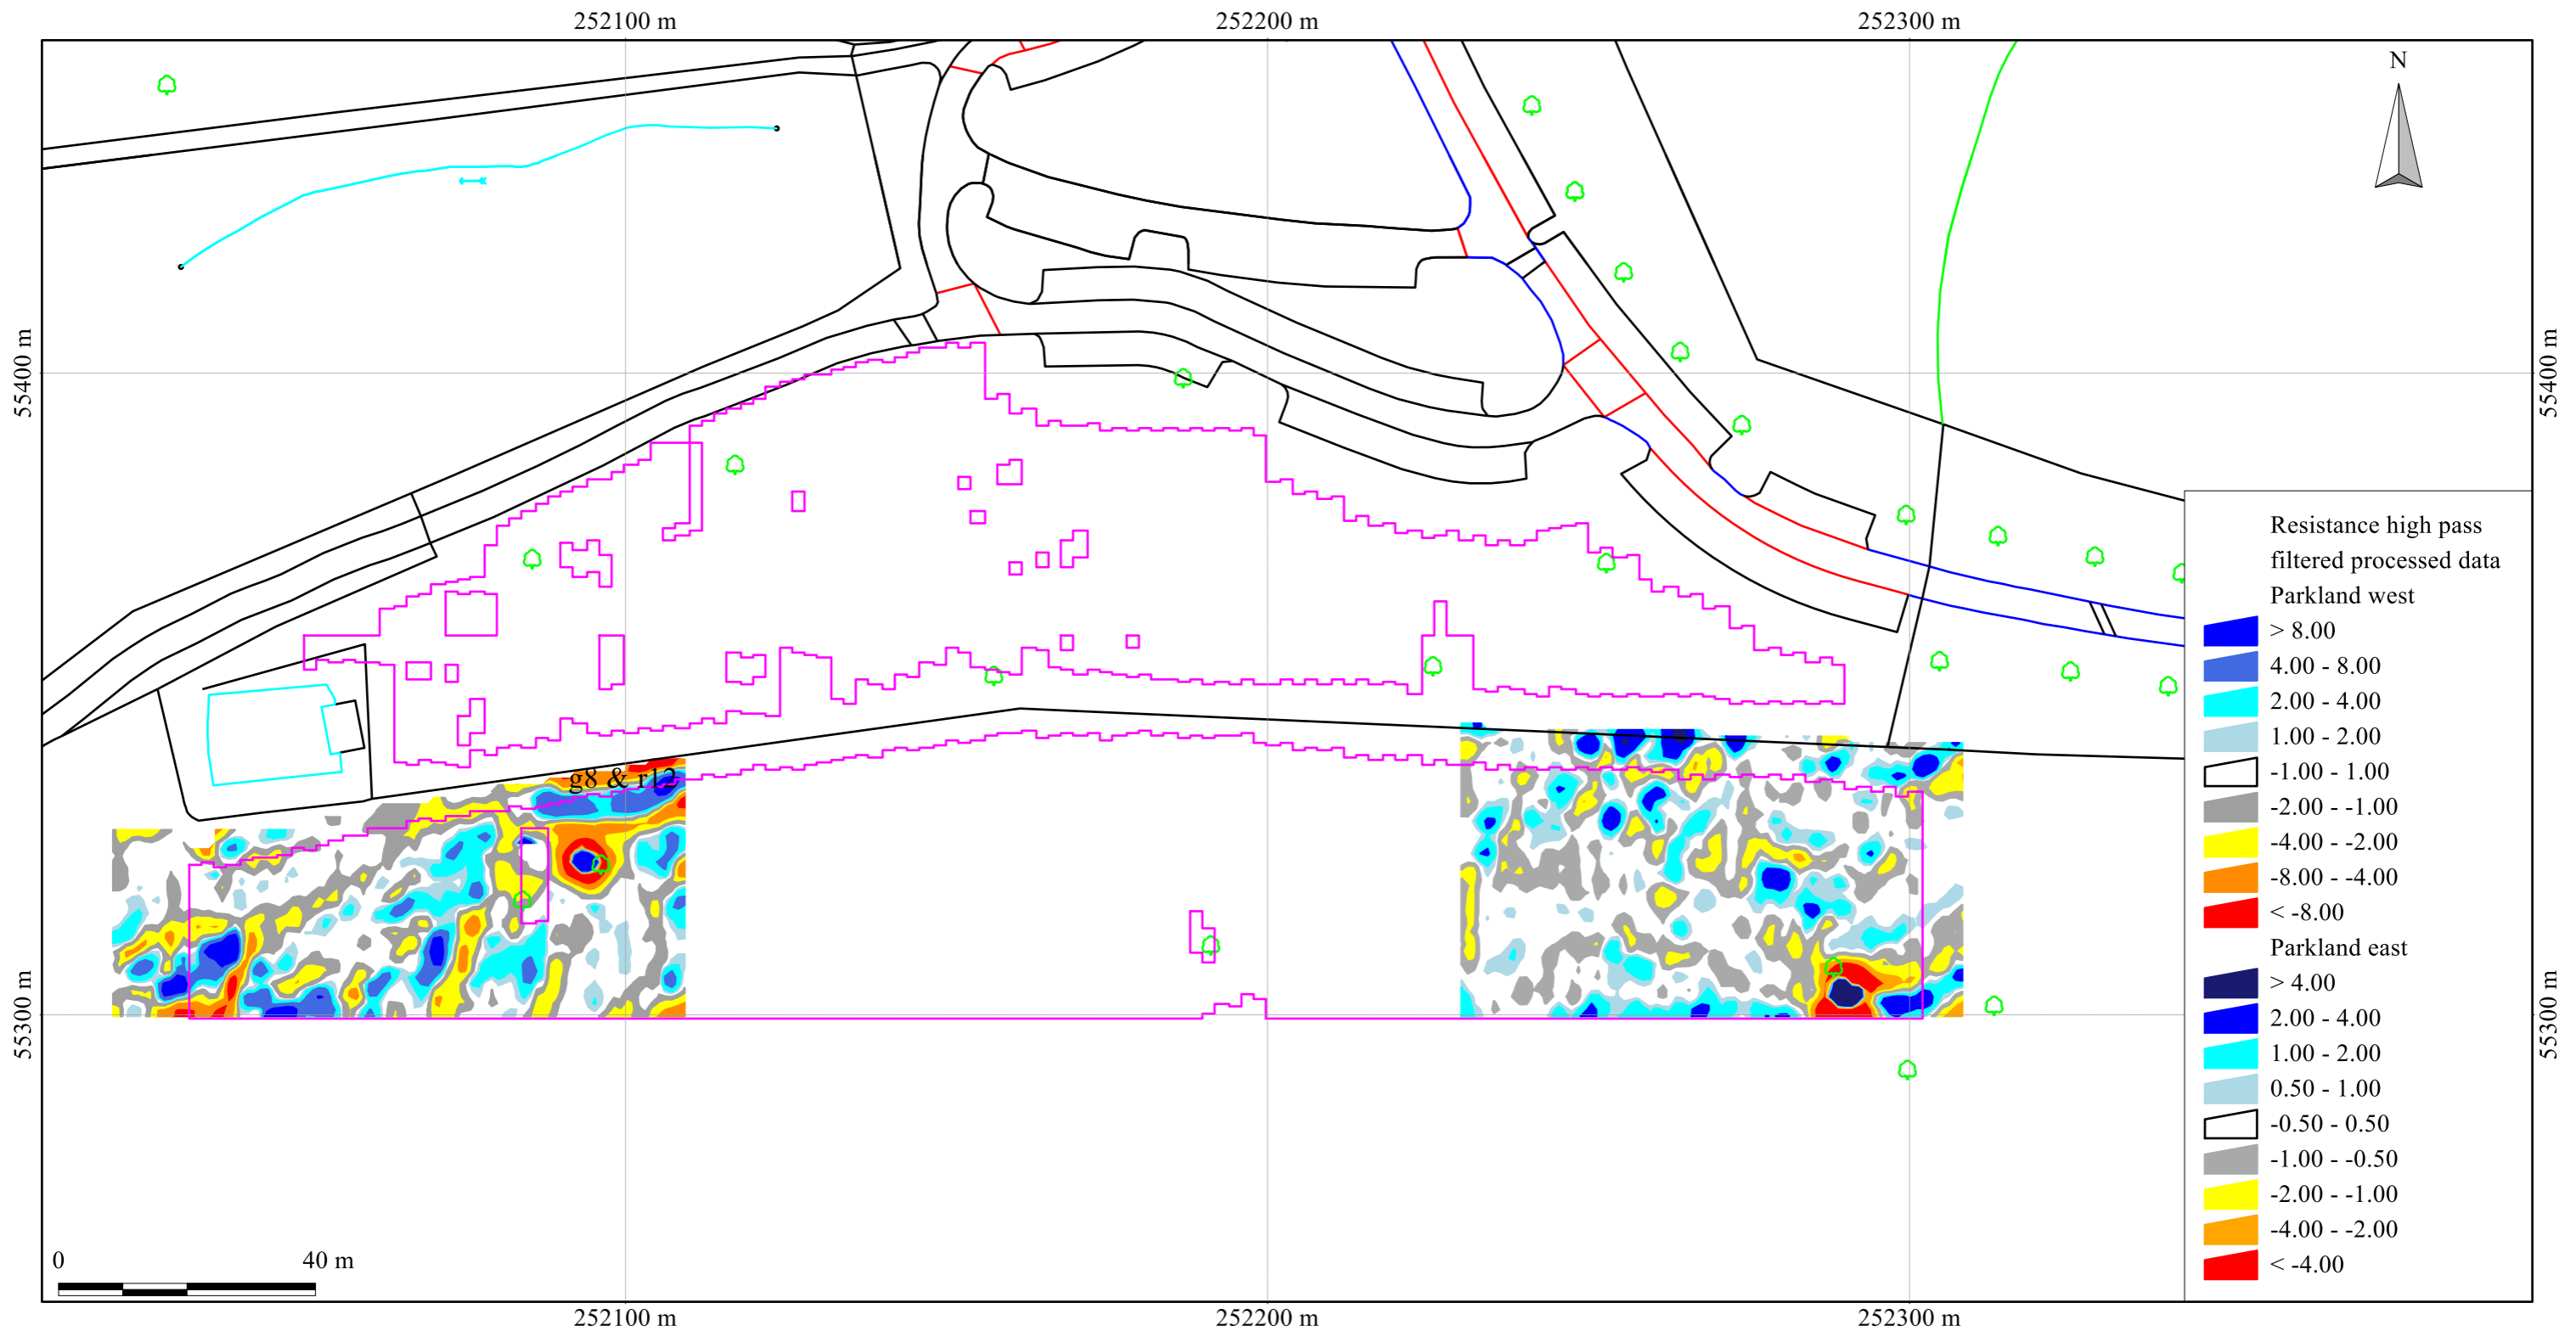 252100 m
252200 m
252300 m
N
55400 m
55400 m
g8 & r12
55300 m
55300 m
Resistance high pass
filtered processed data
Parkland west
> 8.00
4.00 - 8.00
2.00 - 4.00
1.00 - 2.00
-1.00 - 1.00
-2.00 - -1.00
-4.00 - -2.00
-8.00 - -4.00
< -8.00
Parkland east
> 4.00
2.00 - 4.00
1.00 - 2.00
0.50 - 1.00
-0.50 - 0.50
-1.00 - -0.50
-2.00 - -1.00
-4.00 - -2.00
< -4.00
0
40 m
252100 m
252200 m
252300 m